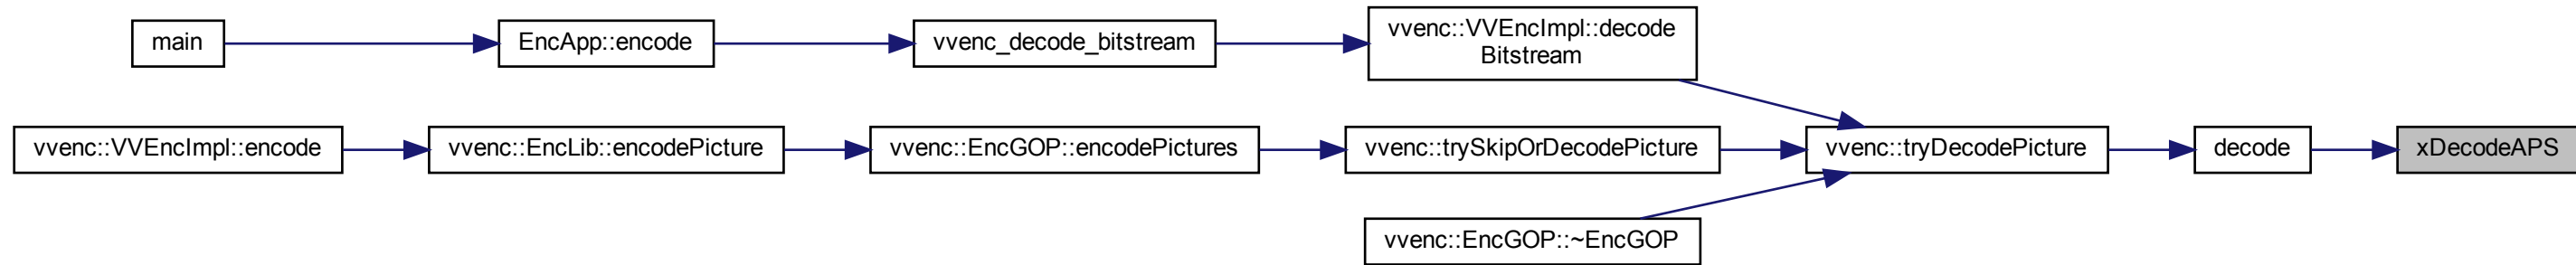 main
EncApp::encode
vvenc_decode_bitstream
vvenc::VVEncImpl::decode
Bitstream
vvenc::VVEncImpl::encode
vvenc::EncLib::encodePicture
vvenc::EncGOP::encodePictures
vvenc::trySkipOrDecodePicture
vvenc::tryDecodePicture
decode
xDecodeAPS
vvenc::EncGOP::~EncGOP